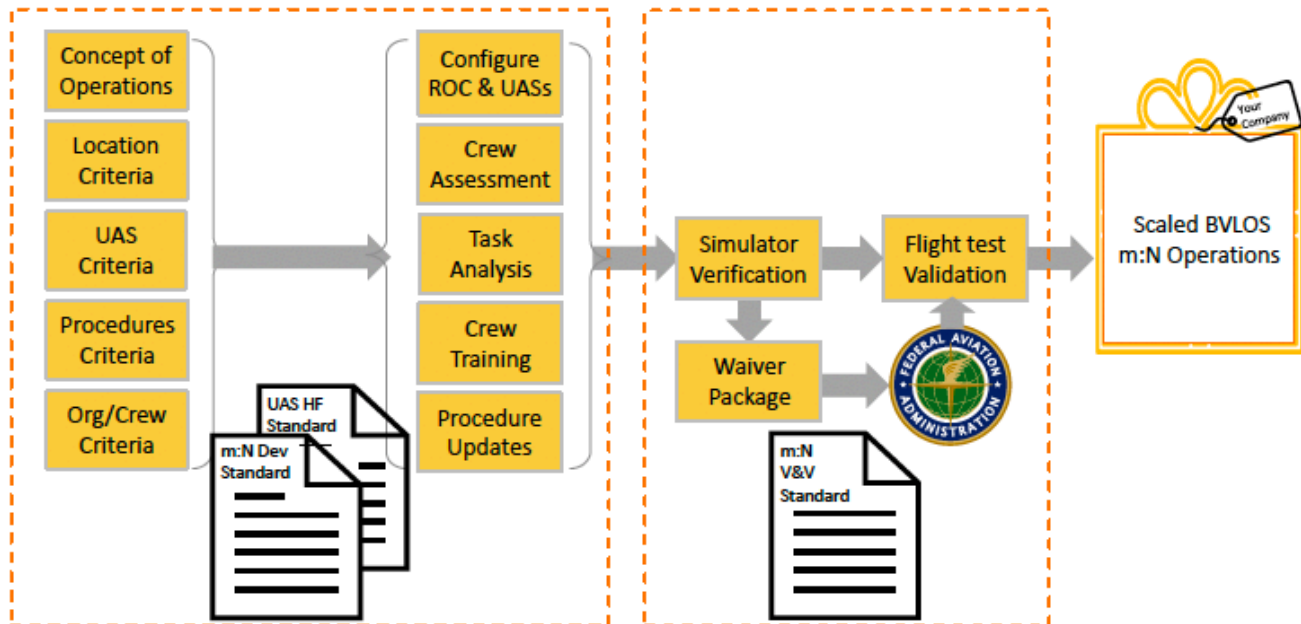 Concept of
Operations
Location
Criteria
UAS
Criteria
Procedures
Criteria
Org/Crew
Criteria
UAS HF
Standard
m:N Dev
Standard
Configure
ROC & UASs
Crew
Assessment
Task
Analysis
Crew
Training
Procedure
Updates
Simulator
Verification
Waiver
Package
Flight test
Validation
FEDERAL AVIATION
ADMINISTRATION
m:N
V&V
Standard
Your
Company
Scaled BVLOS
m:N Operations